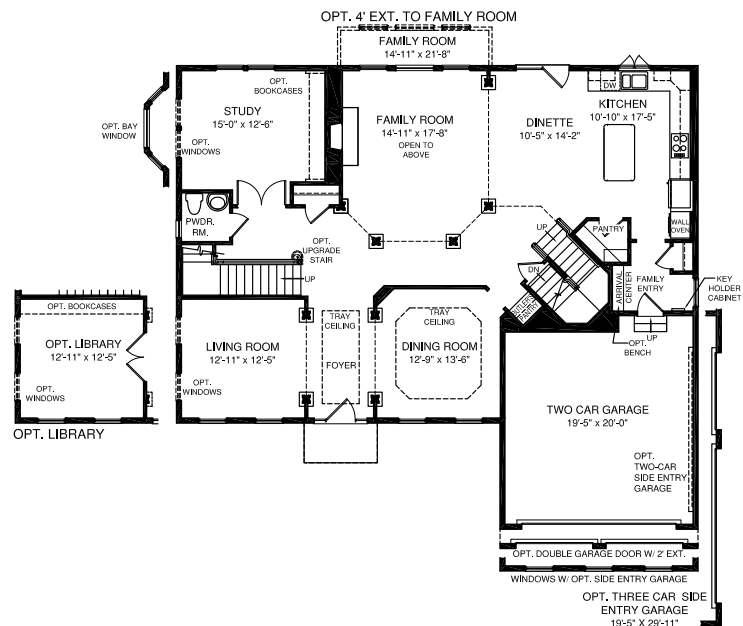 OPT. 4' EXT. TO FAMILY ROOM
FAMILY ROOM
14'-11" x 21'-8"
OPT.
BOOKCASES
STUDY
15'-0" x 12'-6"
OPT. BAY
WINDOW
OPT.
WINDOWS
FAMILY ROOM
14'-11" x 17'-8"
OPEN TO
ABOVE
DINETTE
10'-5" x 14'-2"
DW
KITCHEN
10'-10" x 17'-5"
WALL
OVEN
PWDR.
RM.
OPT.
UPGRADE
STAIR
UP
UP
DN
PANTRY
BUTLER'S
PANTRY
ARRIVAL
CENTER
FAMILY
ENTRY
KEY
HOLDER
CABINET
UP
OPT.
BENCH
OPT. BOOKCASES
OPT. LIBRARY
12'-11" x 12'-5"
OPT.
WINDOWS
OPT. LIBRARY
LIVING ROOM
12'-11" x 12'-5"
OPT.
WINDOWS
TRAY
CEILING
FOYER
TRAY
CEILING
DINING ROOM
12'-9" x 13'-6"
TWO CAR GARAGE
19'-5" x 20'-0"
OPT.
TWO-CAR
SIDE ENTRY
GARAGE
OPT. DOUBLE GARAGE DOOR W/ 2' EXT.
WINDOWS W/ OPT. SIDE ENTRY GARAGE
OPT. THREE CAR SIDE
ENTRY GARAGE
19'-5" X 29'-11"